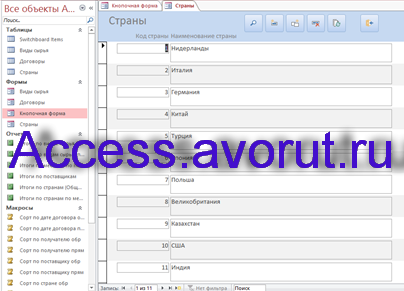 Все объекты A...
Поиск...
Таблицы
Switchboard Items
Виды сырья
Договоры
Страны
Формы
Виды сырья
Договоры
Кнопочная форма
Страны
Отче
Итоги по поставщикам
Итоги по странам (Общ...
Итоги по странам по ме...
Макросы
Сорт по дате договора о
Сорт по дате договора п
Сорт по получателю обр
Сорт по получателю прям
Сорт по поставщику обр
Сорт по поставщику прям
Сорт по стране обр
Кнопочная форма
Страны
Страны
Код страны Наименование страны
1 Нидерланды
2 Италия
3 Германия
4 Китай
5 Турция
Япония
7 Польша
8 Великобритания
9 Казахстан
10 США
11 Индия
Access.avorut.ru
Запись: 1 из 11 Нет фильтра Поиск